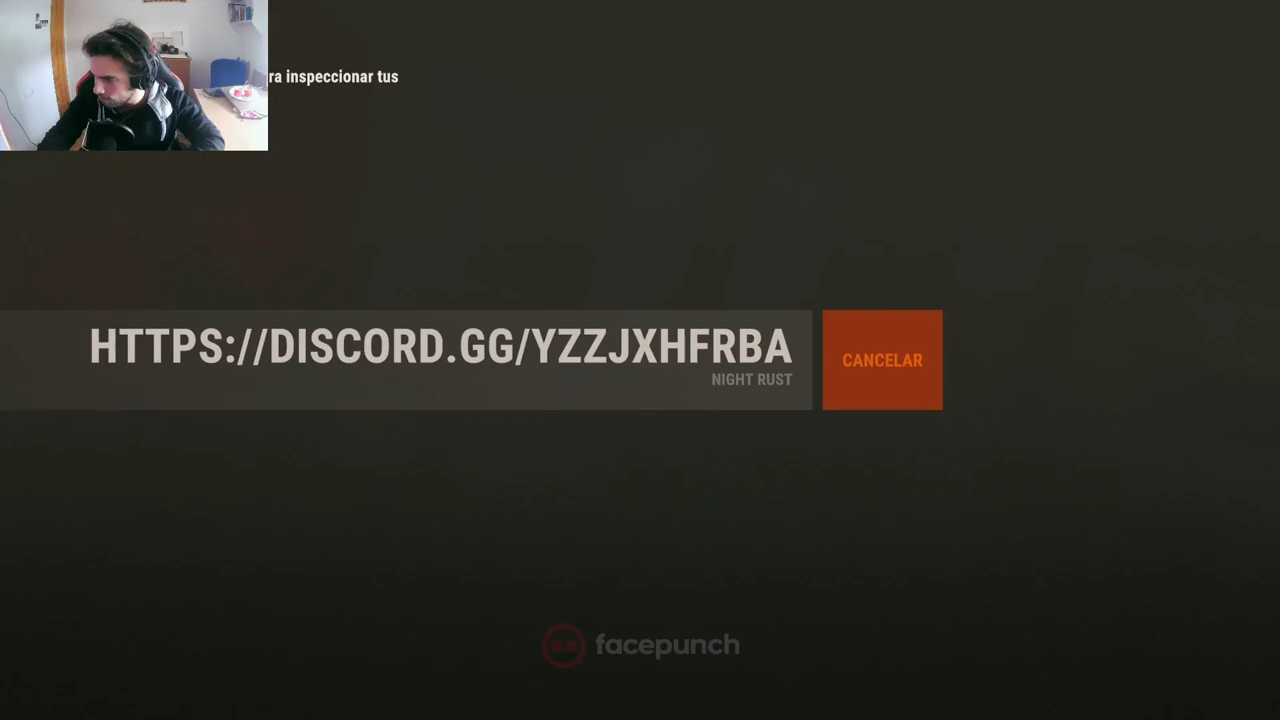 ra inspeccionar tus
HTTPS://DISCORD.GG/YZZJXHFRBA
NIGHT RUST
CANCELAR
facepunch